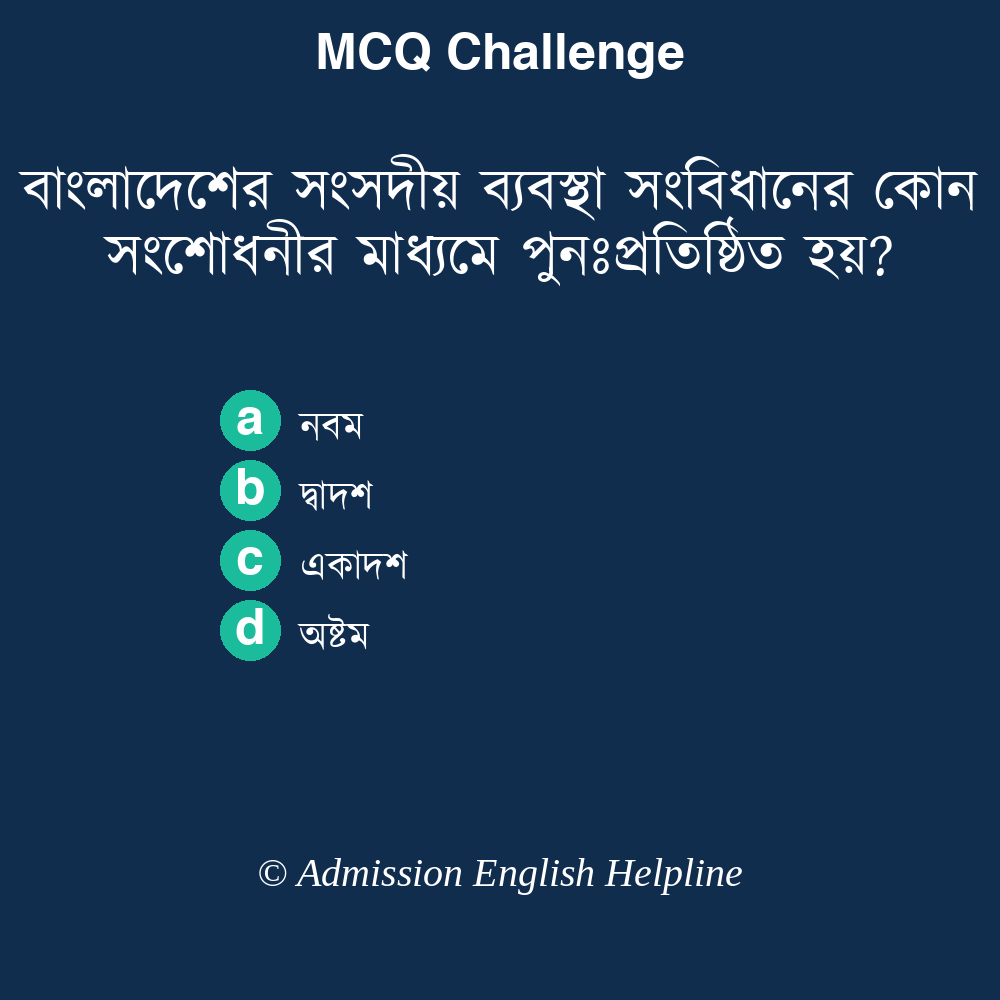 MCQ Challenge
বাংলাদেশের সংসদীয় ব্যবস্থা সংবিধানের কোন
সংশোধনীর মাধ্যমে পুনঃপ্রতিষ্ঠিত হয়?
a নবম
b দ্বাদশ
c একাদশ
d অষ্টম
© Admission English Helpline